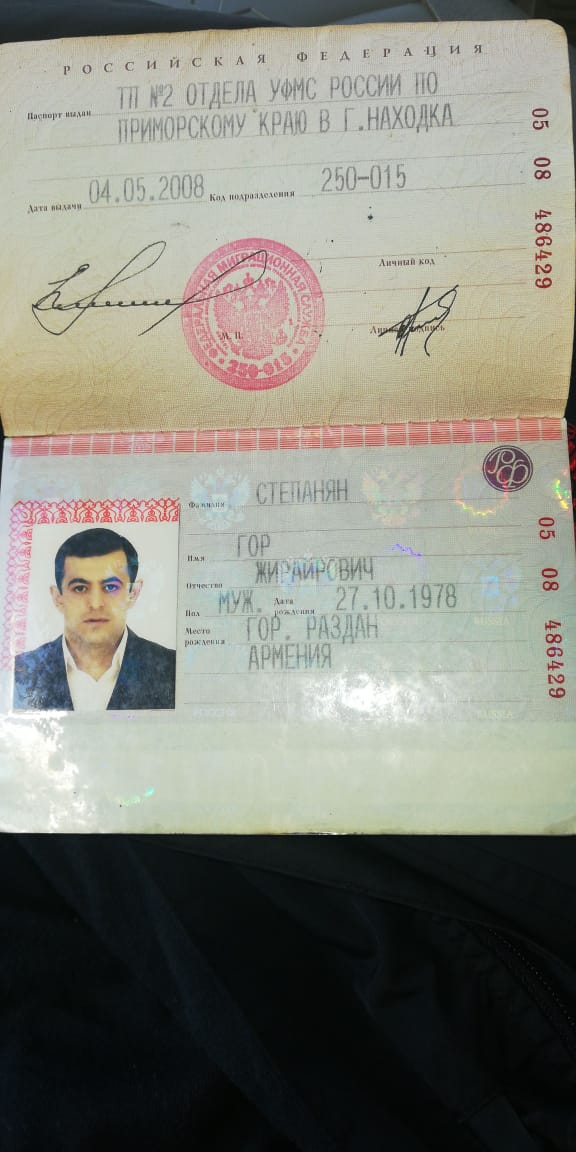 РОССИЙСКАЯ ФЕДЕРАЦИЯ
Паспорт выдан ТП №2 ОТДЕЛА УФМС РОССИИ ПО
ПРИМОРСКОМУ КРАЮ В Г.НАХОДКА
Дата выдачи 04.05.2008 Код подразделения 250-015
05 08 486429
Личный код
ФЕДЕРАЛЬНАЯ МИГРАЦИОННАЯ СЛУЖБА
М. П.
250-015
Личная подпись
РФ
Фамилия СТЕПАНЯН
Имя ГОР
Отчество ЖИРАЙРОВИЧ
Пол МУЖ. Дата рождения 27.10.1978
Место рождения ГОР. РАЗДАН
АРМЕНИЯ
05 08 486429
RUSSIA
РОССИЯ
RUSSIA